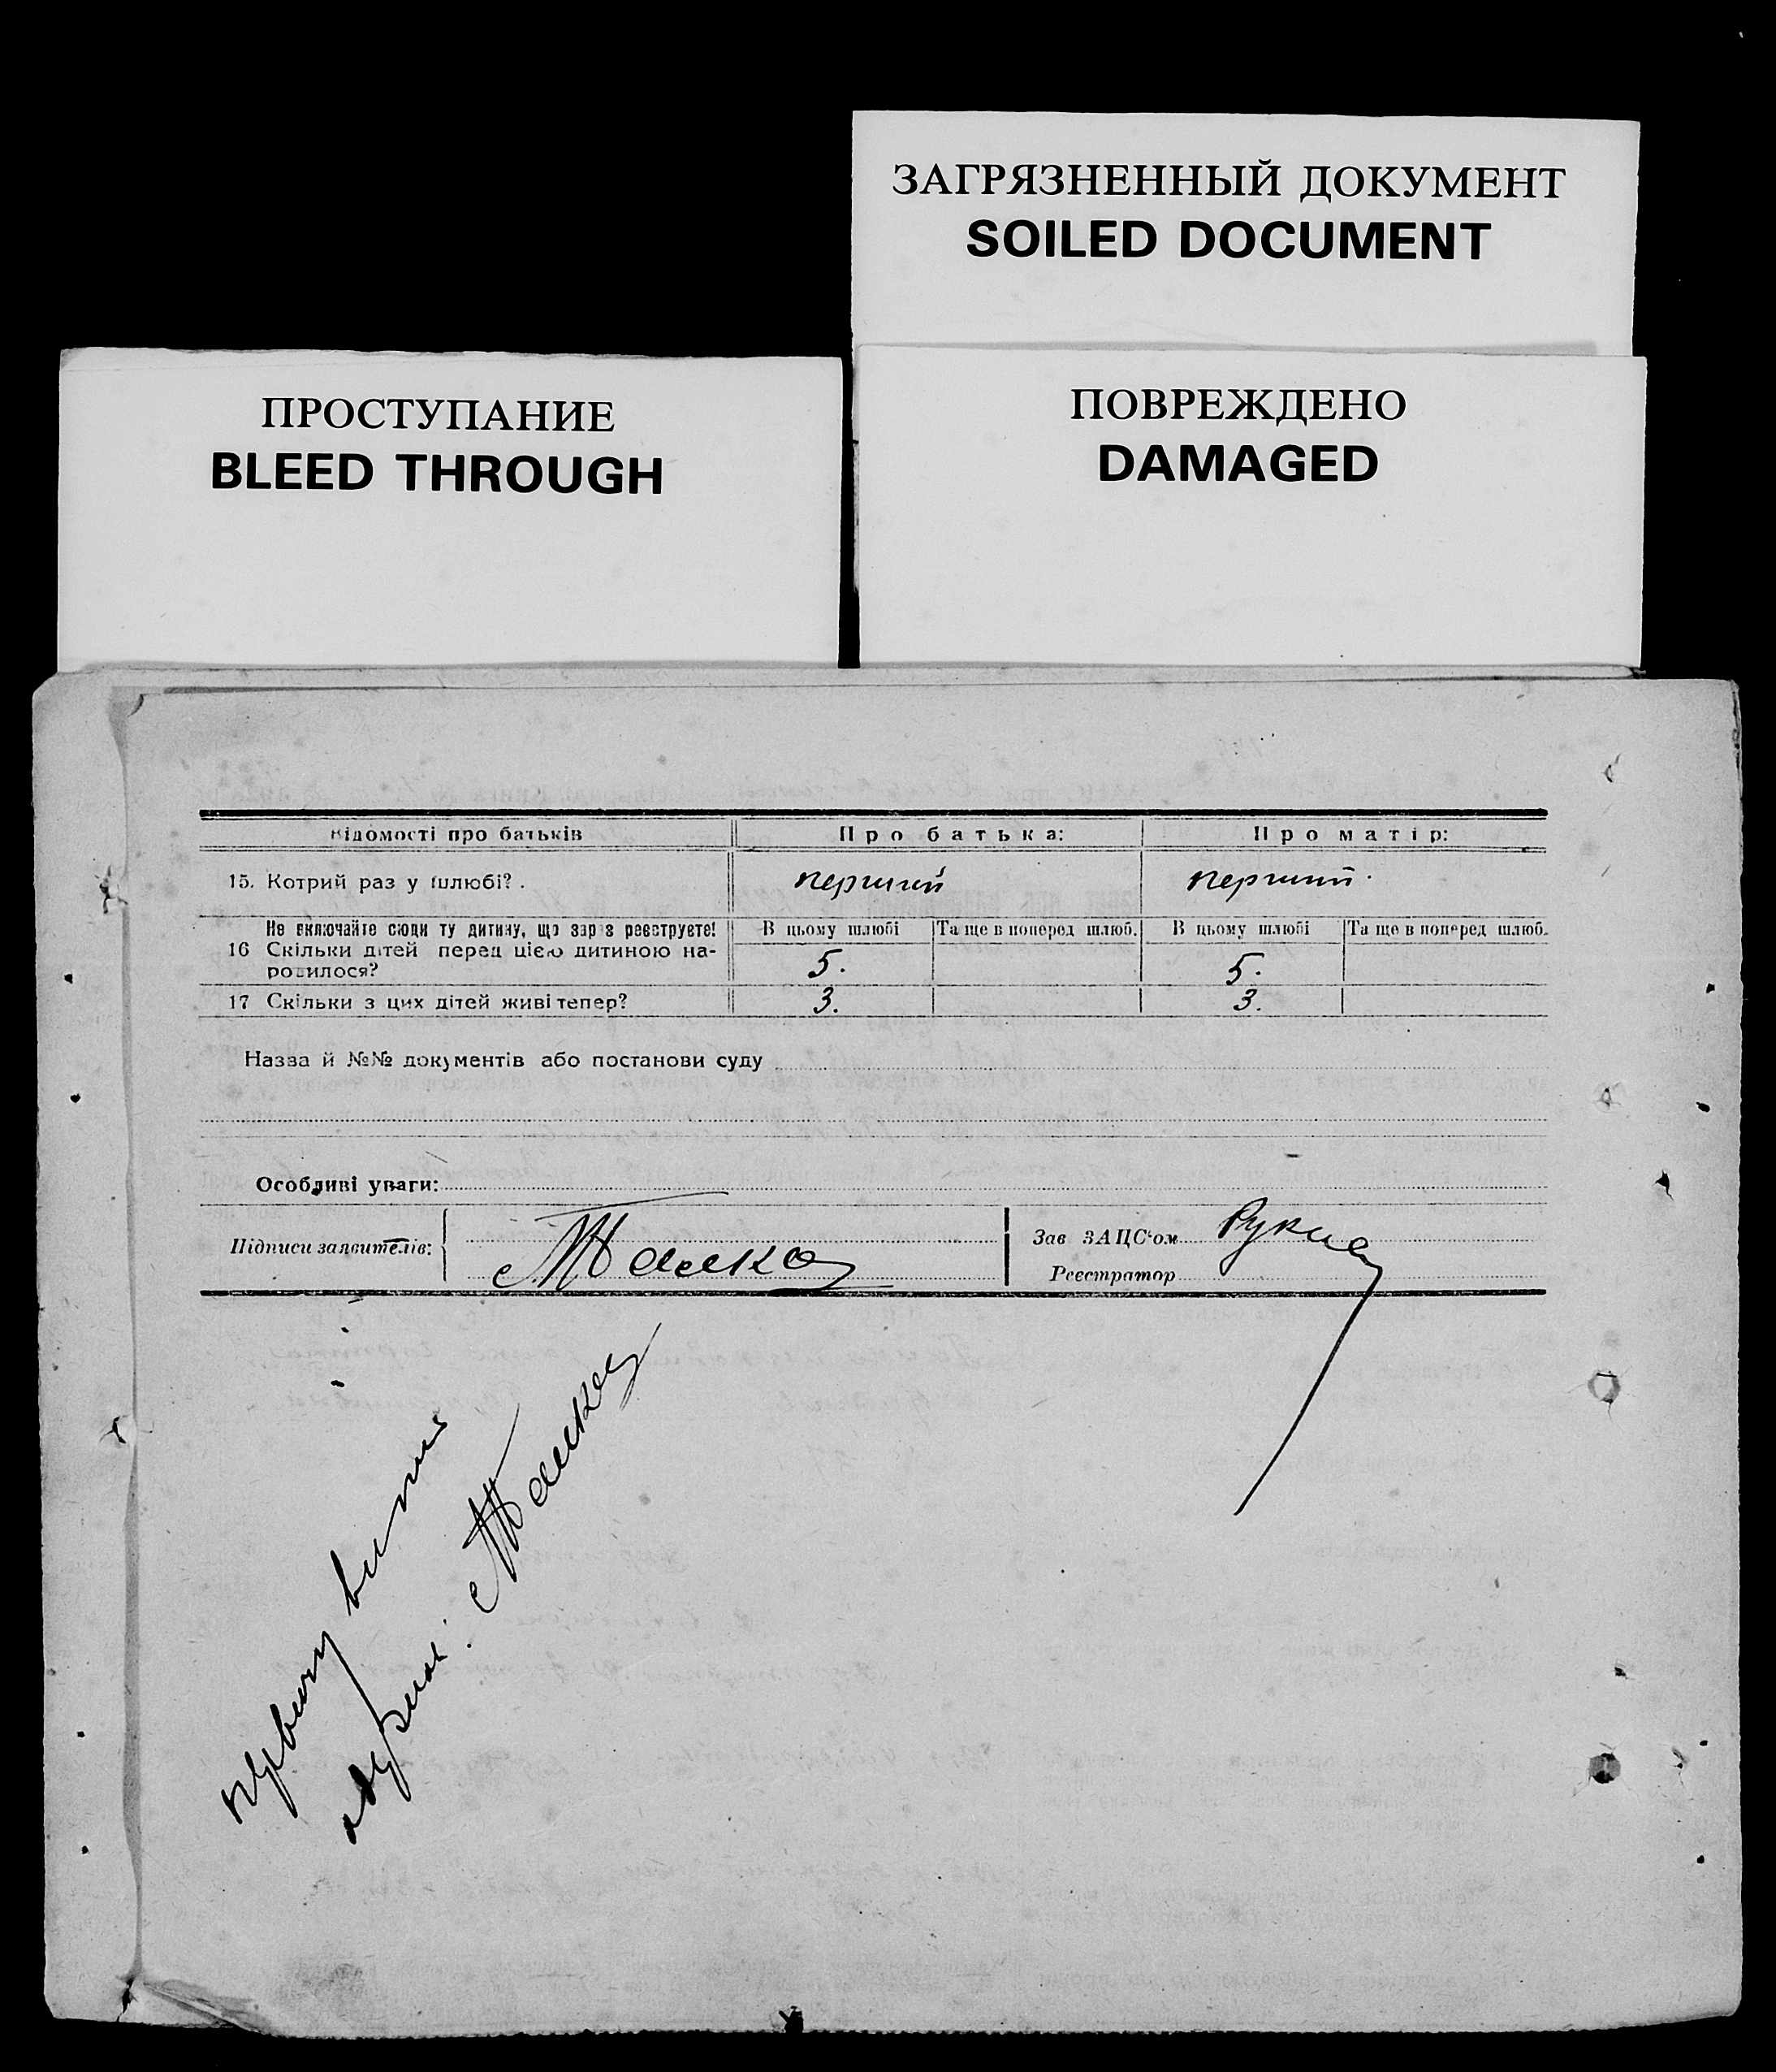 ЗАГРЯЗНЕННЫЙ ДОКУМЕНТ
SOILED DOCUMENT
ПРОСТУПАНИЕ
BLEED THROUGH
ПОВРЕЖДЕНО
DAMAGED
Відомості про батьків Про батька: Про матір:
15. Котрий раз у шлюбі? . перший перший.
Не включайте сюди ту дитину, що зараз реєструєте! В цьому шлюбі Та ще в поперед шлюб. В цьому шлюбі Та ще в поперед шлюб.
16 Скільки дітей перед цією дитиною на-
родилося? 5. 5.
17 Скільки з цих дітей живі тепер? 3. 3.
Назва й №№ документів або постанови суду
Особливі уваги:
Підписи заявителів: Зав ЗАЦС'ом
Реєстратор